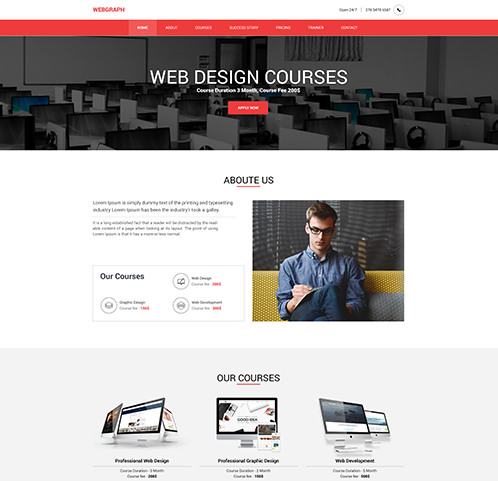 WEBGRAPH
Open 24/7 | 278 5478 6587
HOME ABOUT COURSES SUCCESS STORY PRICING TRAINER CONTACT
WEB DESIGN COURSES
Course Duration 3 Month, Course Fee 200$
APPLY NOW
ABOUTE US
Lorem Ipsum is simply dummy text of the printing and typesetting
industry Lorem Ipsum has been the industry's took a galley.
It is a long established fact that a reader will be distracted by the read-
able content of a page when looking at its layout. The point of using
Lorem Ipsum is that it has a more-or-less normal.
Our Courses
Web Design
Course fee - 200$
Graphic Design
Course fee - 150$
Web Development
Course fee - 500$
OUR COURSES
GOOD IDEA
Professional Web Design
Course Duration - 3 Month
Course fee - 200$
Professional Graphic Design
Course Duration - 2 Month
Course fee - 150$
Web Development
Course Duration - 5 Month
Course fee - 500$